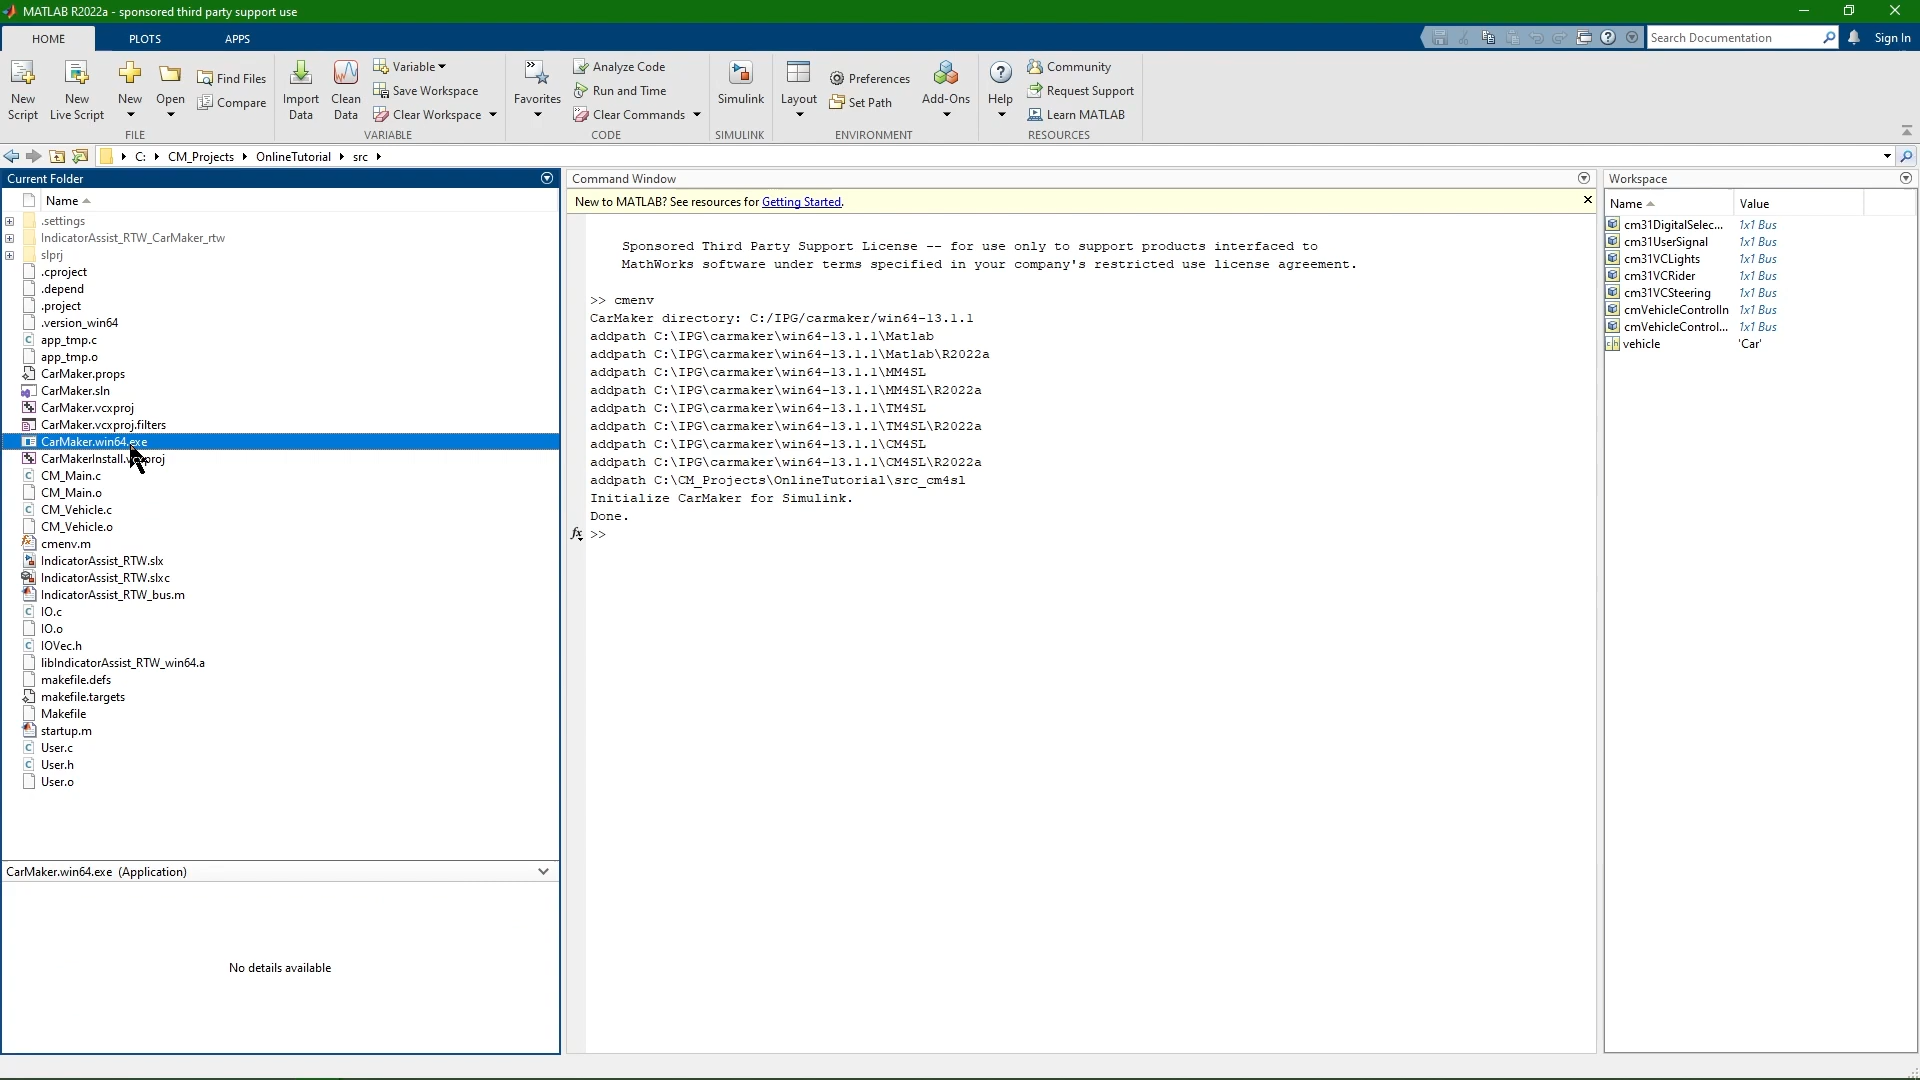 MATLAB R2022a - sponsored third party support use
HOME
PLOTS
APPS
Search Documentation
Sign In
New Script
New Live Script
New
Open
Find Files
Compare
FILE
Import Data
Clean Data
Variable
Save Workspace
Clear Workspace
VARIABLE
Favorites
Analyze Code
Run and Time
Clear Commands
CODE
Simulink
SIMULINK
Layout
Preferences
Set Path
Add-Ons
ENVIRONMENT
Help
Community
Request Support
Learn MATLAB
RESOURCES
C: CM_Projects OnlineTutorial src
Current Folder
Name
.settings
IndicatorAssist_RTW_CarMaker_rtw
slprj
.cproject
.depend
.project
.version_win64
app_tmp.c
app_tmp.o
CarMaker.props
CarMaker.sln
CarMaker.vcxproj
CarMaker.vcxproj.filters
CarMaker.win64.exe
CarMakerInstall.vcxproj
CM_Main.c
CM_Main.o
CM_Vehicle.c
CM_Vehicle.o
cmenv.m
IndicatorAssist_RTW.slx
IndicatorAssist_RTW.slxc
IndicatorAssist_RTW_bus.m
IO.c
IO.o
IOVec.h
libIndicatorAssist_RTW_win64.a
makefile.defs
makefile.targets
Makefile
startup.m
User.c
User.h
User.o
CarMaker.win64.exe (Application)
No details available
Command Window
New to MATLAB? See resources for Getting Started.
Sponsored Third Party Support License -- for use only to support products interfaced to
MathWorks software under terms specified in your company's restricted use license agreement.
>> cmenv
CarMaker directory: C:/IPG/carmaker/win64-13.1.1
addpath C:\IPG\carmaker\win64-13.1.1\Matlab
addpath C:\IPG\carmaker\win64-13.1.1\Matlab\R2022a
addpath C:\IPG\carmaker\win64-13.1.1\MM4SL
addpath C:\IPG\carmaker\win64-13.1.1\MM4SL\R2022a
addpath C:\IPG\carmaker\win64-13.1.1\TM4SL
addpath C:\IPG\carmaker\win64-13.1.1\TM4SL\R2022a
addpath C:\IPG\carmaker\win64-13.1.1\CM4SL
addpath C:\IPG\carmaker\win64-13.1.1\CM4SL\R2022a
addpath C:\CM_Projects\OnlineTutorial\src_cm4sl
Initialize CarMaker for Simulink.
Done.
fx >>
Workspace
Name Value
cm31DigitalSelec... 1x1 Bus
cm31UserSignal 1x1 Bus
cm31VCLights 1x1 Bus
cm31VCRider 1x1 Bus
cm31VCSteering 1x1 Bus
cmVehicleControlIn 1x1 Bus
cmVehicleControl... 1x1 Bus
vehicle 'Car'